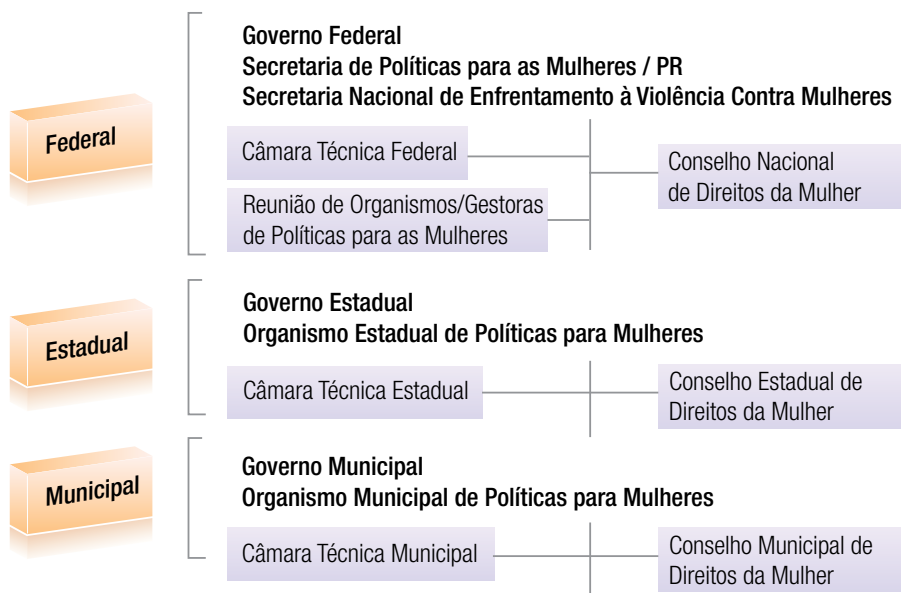 Federal
Governo Federal
Secretaria de Políticas para as Mulheres / PR
Secretaria Nacional de Enfrentamento à Violência Contra Mulheres
Câmara Técnica Federal
Reunião de Organismos/Gestoras
de Políticas para as Mulheres
Conselho Nacional
de Direitos da Mulher
Estadual
Governo Estadual
Organismo Estadual de Políticas para Mulheres
Câmara Técnica Estadual
Conselho Estadual de
Direitos da Mulher
Municipal
Governo Municipal
Organismo Municipal de Políticas para Mulheres
Câmara Técnica Municipal
Conselho Municipal de
Direitos da Mulher